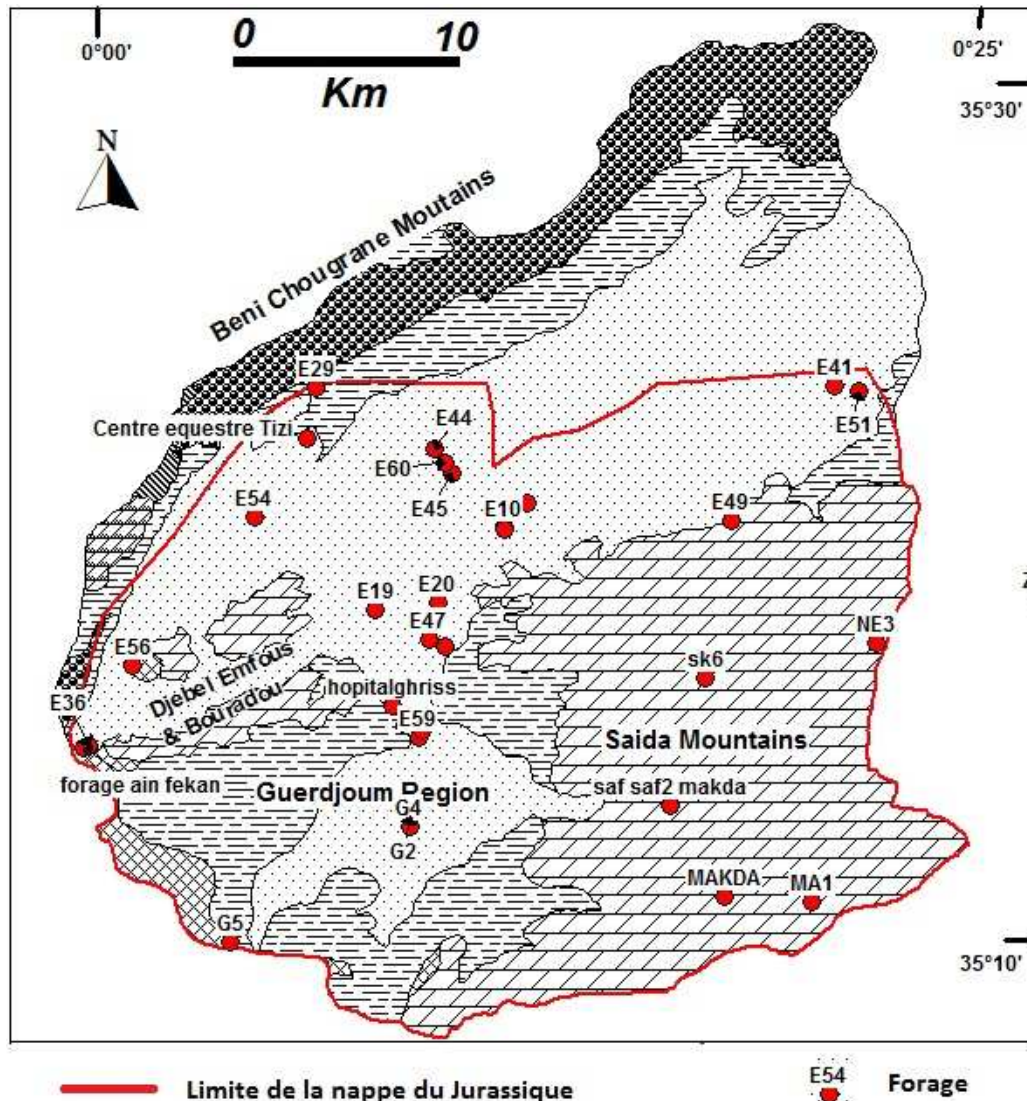 0 10
Km
0°00'
0°25'
35°30'
N
Beni Chougrane Moutains
E29
E41
E44
Centre equestre Tizi
E51
E60
E45
E54
E10
E49
E19
E20
E47
NE3
E56
sk6
Djebel Emfous
& Bouradou
hopitalghriss
E36
E59
Saida Mountains
forage ain fekan
Guerdjoum Region
saf saf2 makda
G4
G2
MAKDA
MA1
G5
35°10'
Limite de la nappe du Jurassique
E54
Forage